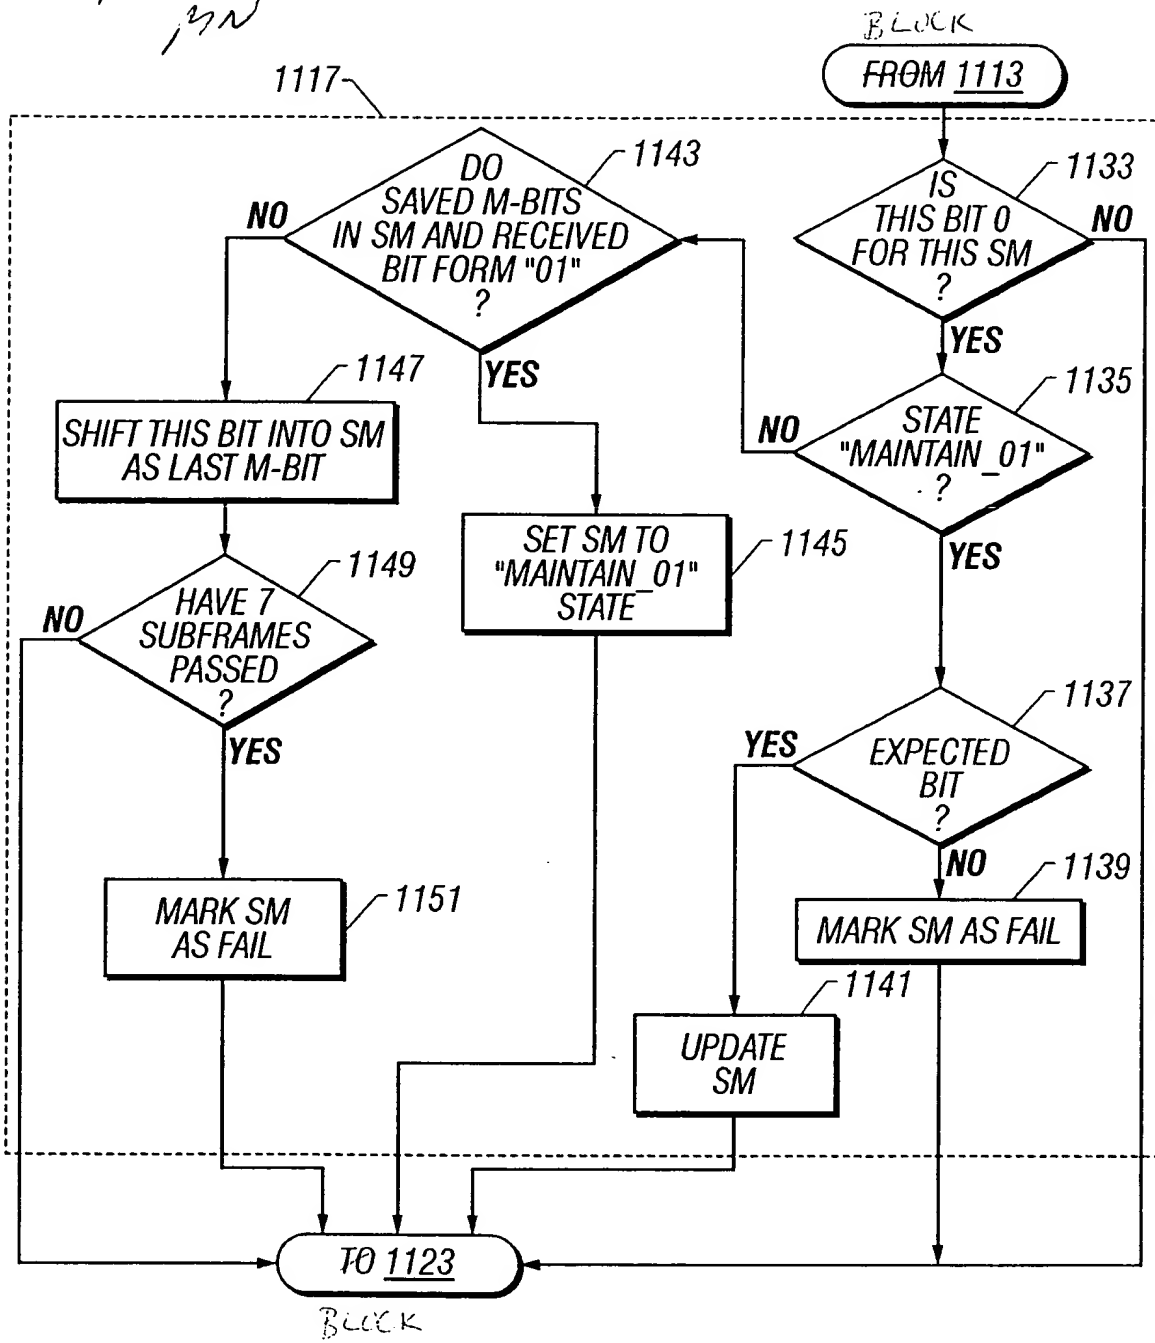 BLOCK
FROM 1113
1117
1133
IS
THIS BIT 0
FOR THIS SM
?
NO
YES
1143
DO
SAVED M-BITS
IN SM AND RECEIVED
BIT FORM "01"
?
NO
YES
1135
STATE
"MAINTAIN_01"
?
NO
YES
1147
SHIFT THIS BIT INTO SM
AS LAST M-BIT
1145
SET SM TO
"MAINTAIN_01"
STATE
1149
HAVE 7
SUBFRAMES
PASSED
?
NO
YES
1137
EXPECTED
BIT
?
YES
NO
1151
MARK SM
AS FAIL
1139
MARK SM AS FAIL
1141
UPDATE
SM
TO 1123
BLOCK